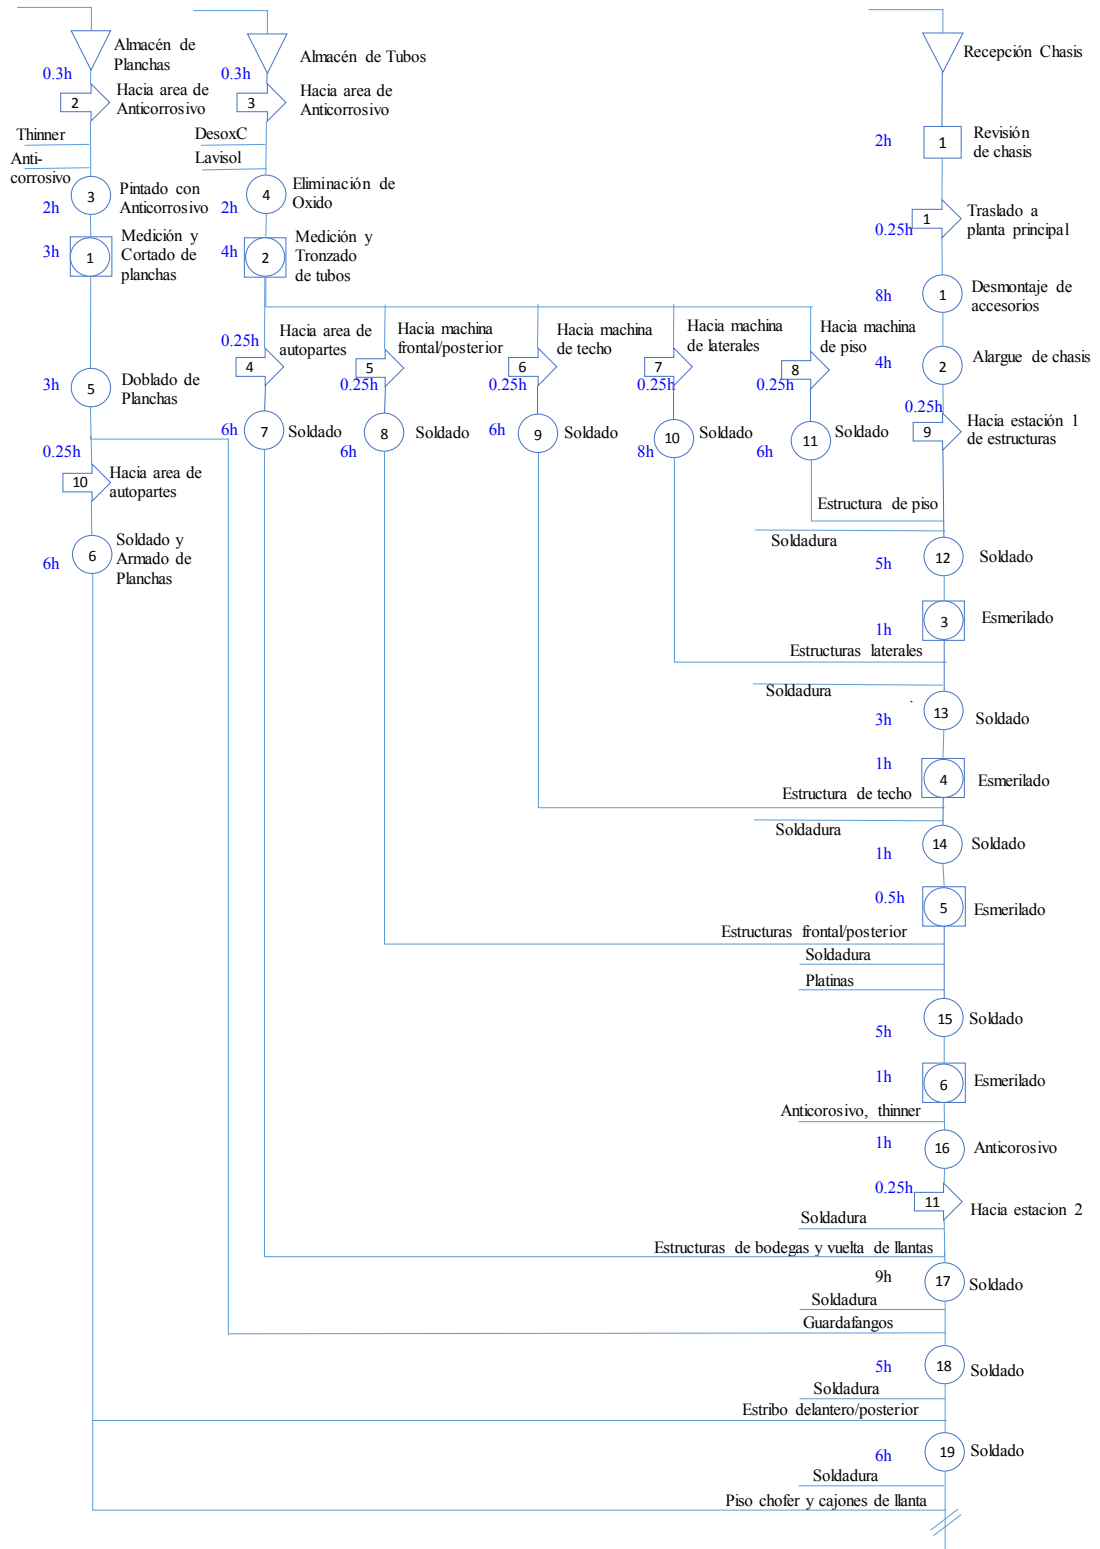 Almacén de
Planchas
0.3h
2
Hacia area de
Anticorrosivo
Thinner
Anti-
corrosivo
3
Pintado con
Anticorrosivo
2h
3h
1
Medición y
Cortado de
planchas
3h
5
Doblado de
Planchas
0.25h
10
Hacia area de
autopartes
6h
6
Soldado y
Armado de
Planchas
Almacén de Tubos
0.3h
3
Hacia area de
Anticorrosivo
DesoxC
Lavisol
4
Eliminación de
Oxido
2h
4h
2
Medición y
Tronzado
de tubos
0.25h
4
Hacia area de
autopartes
6h
7
Soldado
Hacia machina
frontal/posterior
5
0.25h
8
Soldado
6h
Hacia machina
de techo
6
0.25h
6h
9
Soldado
Hacia machina
de laterales
7
0.25h
10
Soldado
8h
Hacia machina
de piso
8
0.25h
11
Soldado
6h
Recepción Chasis
2h
1
Revisión
de chasis
0.25h
1
Traslado a
planta principal
8h
1
Desmontaje de
accesorios
4h
2
Alargue de chasis
0.25h
9
Hacia estación 1
de estructuras
Estructura de piso
Soldadura
5h
12
Soldado
1h
3
Esmerilado
Estructuras laterales
Soldadura
.
3h
13
Soldado
1h
4
Esmerilado
Estructura de techo
Soldadura
1h
14
Soldado
0.5h
5
Esmerilado
Estructuras frontal/posterior
Soldadura
Platinas
15
Soldado
5h
1h
6
Esmerilado
Anticorosivo, thinner
1h
16
Anticorosivo
0.25h
11
Hacia estacion 2
Soldadura
Estructuras de bodegas y vuelta de llantas
9h
17
Soldado
Soldadura
Guardafangos
5h
18
Soldado
Soldadura
Estribo delantero/posterior
6h
19
Soldado
Soldadura
Piso chofer y cajones de llanta